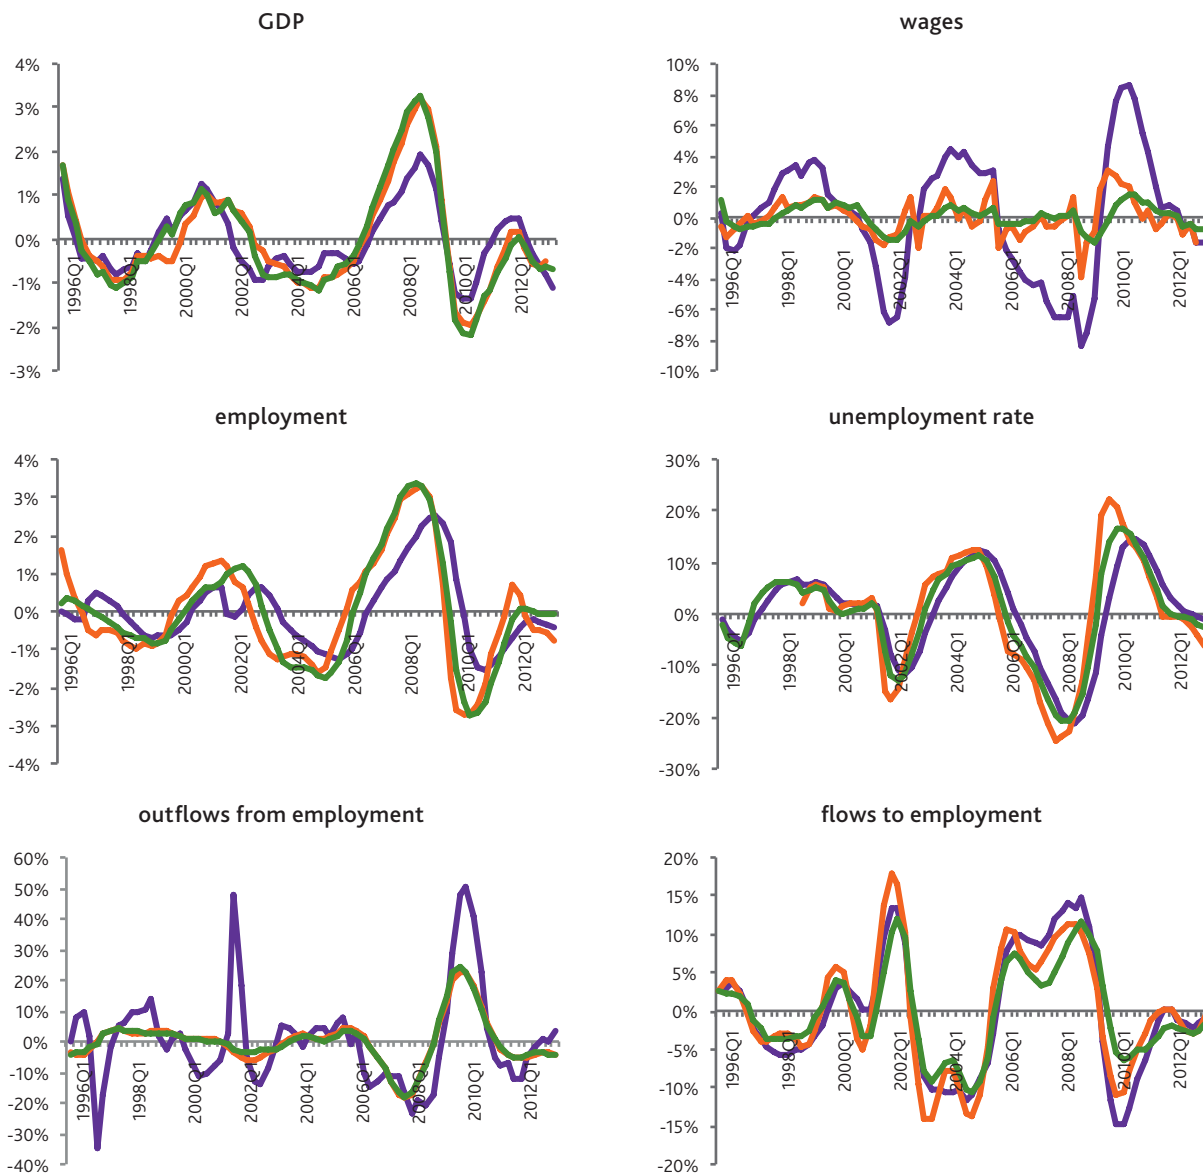 GDP
4%
3%
2%
1%
0%
-1%
-2%
-3%
1996Q1
1998Q1
2000Q1
2002Q1
2004Q1
2006Q1
2008Q1
2010Q1
2012Q1
wages
10%
8%
6%
4%
2%
0%
-2%
-4%
-6%
-8%
-10%
1996Q1
1998Q1
2000Q1
2002Q1
2004Q1
2006Q1
2008Q1
2010Q1
2012Q1
employment
4%
3%
2%
1%
0%
-1%
-2%
-3%
-4%
1996Q1
1998Q1
2000Q1
2002Q1
2004Q1
2006Q1
2008Q1
2010Q1
2012Q1
unemployment rate
30%
20%
10%
0%
-10%
-20%
-30%
1996Q1
1998Q1
2000Q1
2002Q1
2004Q1
2006Q1
2008Q1
2010Q1
2012Q1
outflows from employment
60%
50%
40%
30%
20%
10%
0%
-10%
-20%
-30%
-40%
1996Q1
1998Q1
2000Q1
2002Q1
2004Q1
2006Q1
2008Q1
2010Q1
2012Q1
flows to employment
20%
15%
10%
5%
0%
-5%
-10%
-15%
-20%
1996Q1
1998Q1
2000Q1
2002Q1
2004Q1
2006Q1
2008Q1
2010Q1
2012Q1